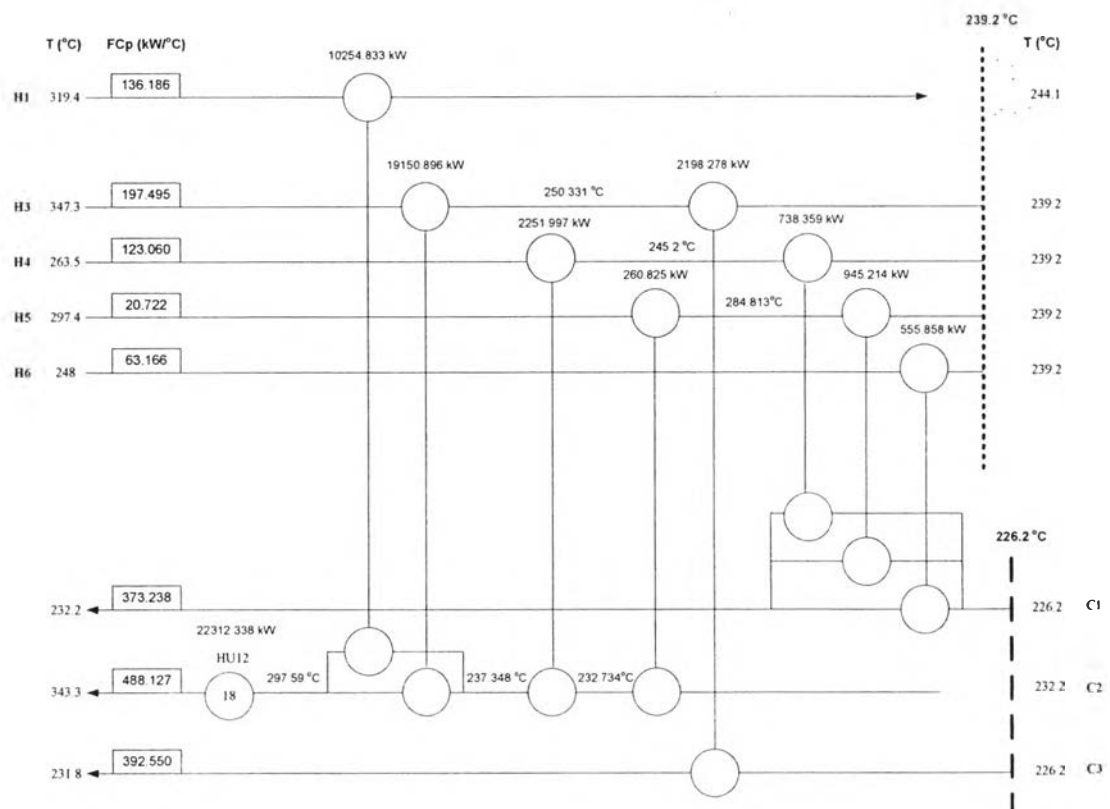 239.2 °C
T (°C) FCp (kW/°C) T (°C)
10254.833 kW
136.186
H1 319.4 244.1
19150 896 kW 2198 278 kW
197.495 250 331 °C
H3 347.3 239.2
2251 997 kW 738 359 kW
123.060 245 2 °C
H4 263.5 239.2
260.825 kW 945 214 kW
20.722 284 813°C
H5 297.4 239.2
555 858 kW
63.166
H6 248 239.2
226.2 °C
373.238
232.2 226.2 C1
22312 338 kW
HU12
488.127 297 59 °C 237 348 °C 232 734°C
343.3 18 232 2 C2
392.550
231 8 226 2 C3